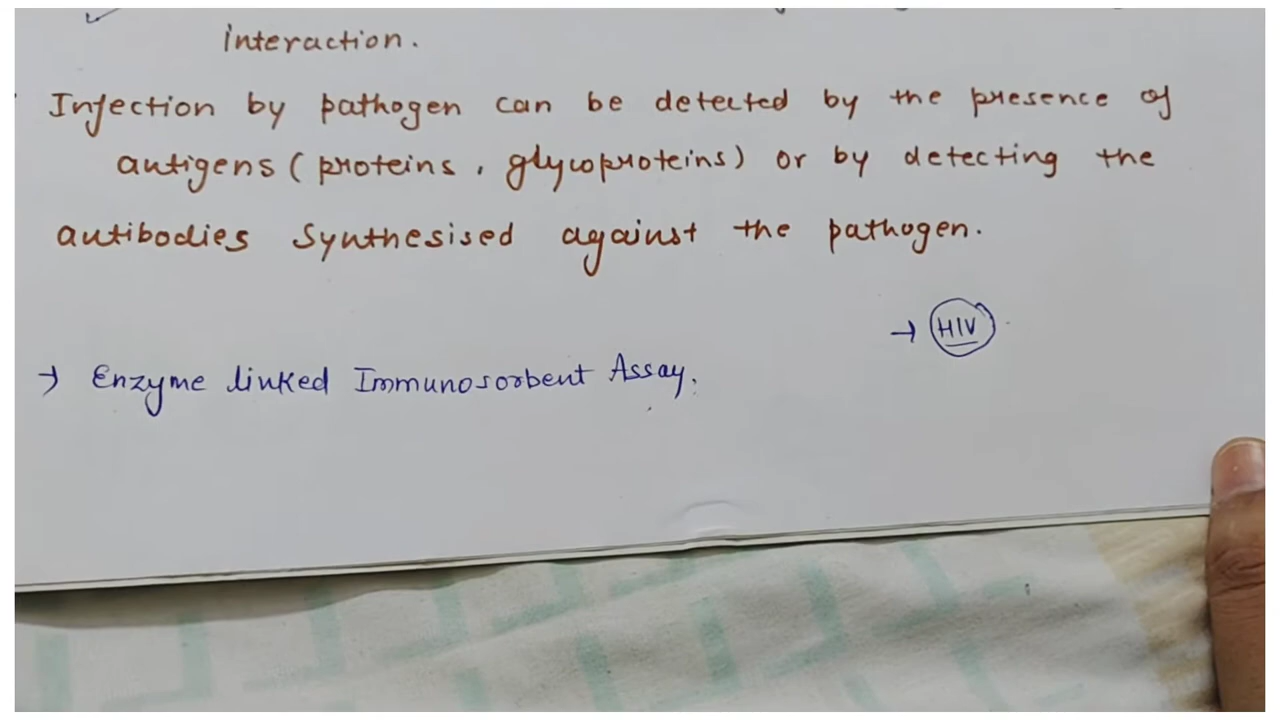 interaction.
Infection by pathogen can be detected by the presence of
antigens (proteins, glycoproteins) or by detecting the
antibodies synthesised against the pathogen.
→ HIV
→ Enzyme linked Immunosorbent Assay.